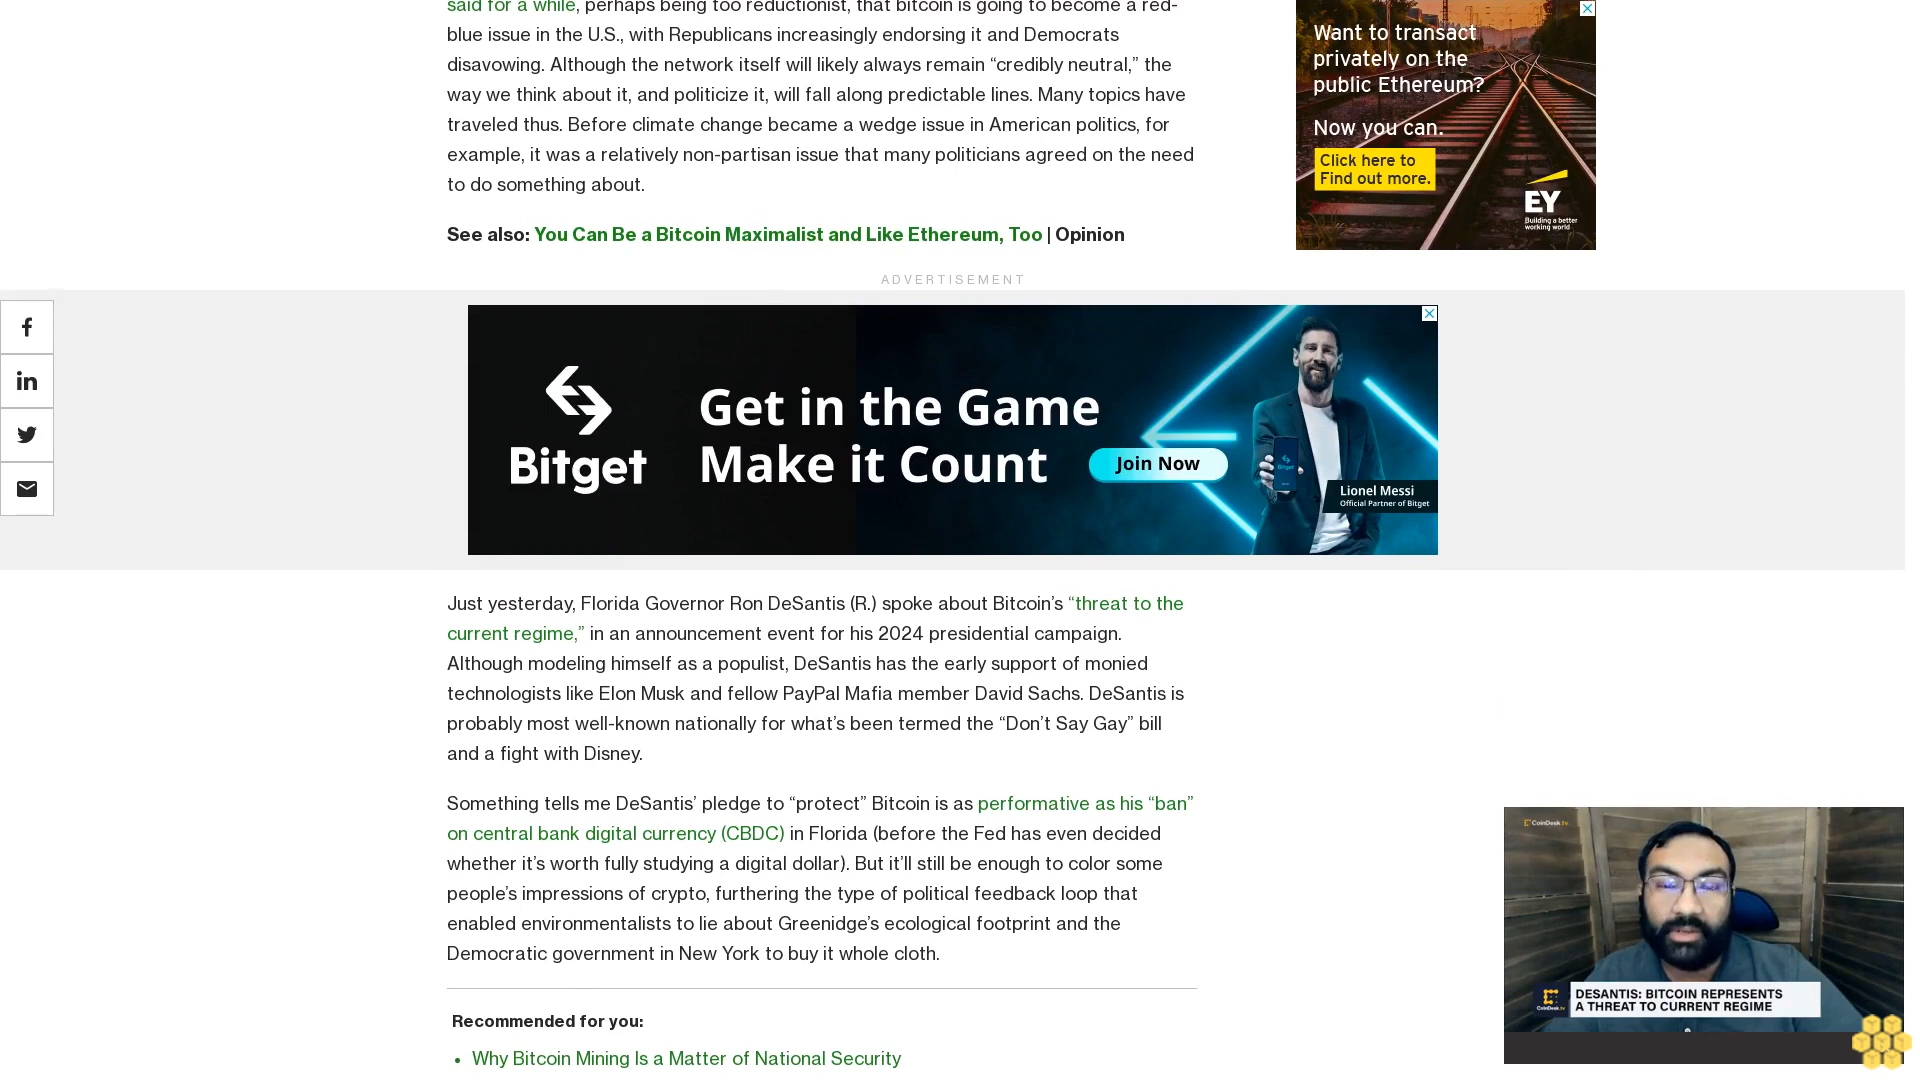 said for a while, perhaps being too reductionist, that bitcoin is going to become a red-
blue issue in the U.S., with Republicans increasingly endorsing it and Democrats
disavowing. Although the network itself will likely always remain “credibly neutral,” the
way we think about it, and politicize it, will fall along predictable lines. Many topics have
traveled thus. Before climate change became a wedge issue in American politics, for
example, it was a relatively non-partisan issue that many politicians agreed on the need
to do something about.
See also: You Can Be a Bitcoin Maximalist and Like Ethereum, Too | Opinion
Want to transact
privately on the
public Ethereum?
Now you can.
Click here to
Find out more.
EY
Building a better
working world
ADVERTISEMENT
Bitget
Get in the Game
Make it Count
Join Now
Bitget
Lionel Messi
Official Partner of Bitget
Just yesterday, Florida Governor Ron DeSantis (R.) spoke about Bitcoin’s “threat to the
current regime,” in an announcement event for his 2024 presidential campaign.
Although modeling himself as a populist, DeSantis has the early support of monied
technologists like Elon Musk and fellow PayPal Mafia member David Sachs. DeSantis is
probably most well-known nationally for what’s been termed the “Don’t Say Gay” bill
and a fight with Disney.
Something tells me DeSantis’ pledge to “protect” Bitcoin is as performative as his “ban”
on central bank digital currency (CBDC) in Florida (before the Fed has even decided
whether it’s worth fully studying a digital dollar). But it’ll still be enough to color some
people’s impressions of crypto, furthering the type of political feedback loop that
enabled environmentalists to lie about Greenidge’s ecological footprint and the
Democratic government in New York to buy it whole cloth.
Recommended for you:
• Why Bitcoin Mining Is a Matter of National Security
CoinDesk.tv
CoinDesk.tv
DESANTIS: BITCOIN REPRESENTS
A THREAT TO CURRENT REGIME